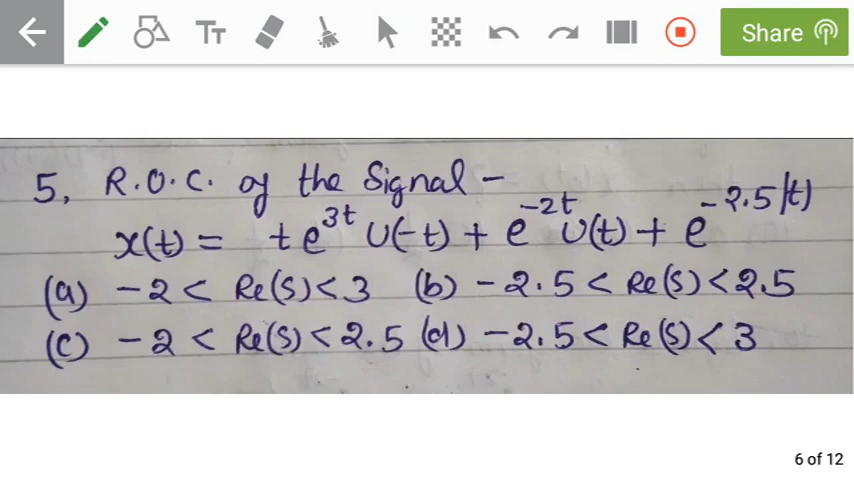 TT Share
5. R.O.C. of the Signal -
x(t) = te^3t U(-t) + e^-2t U(t) + e^-2.5|t|
(a) -2 < Re(S) < 3 (b) -2.5 < Re(S) < 2.5
(c) -2 < Re(S) < 2.5 (d) -2.5 < Re(S) < 3
6 of 12